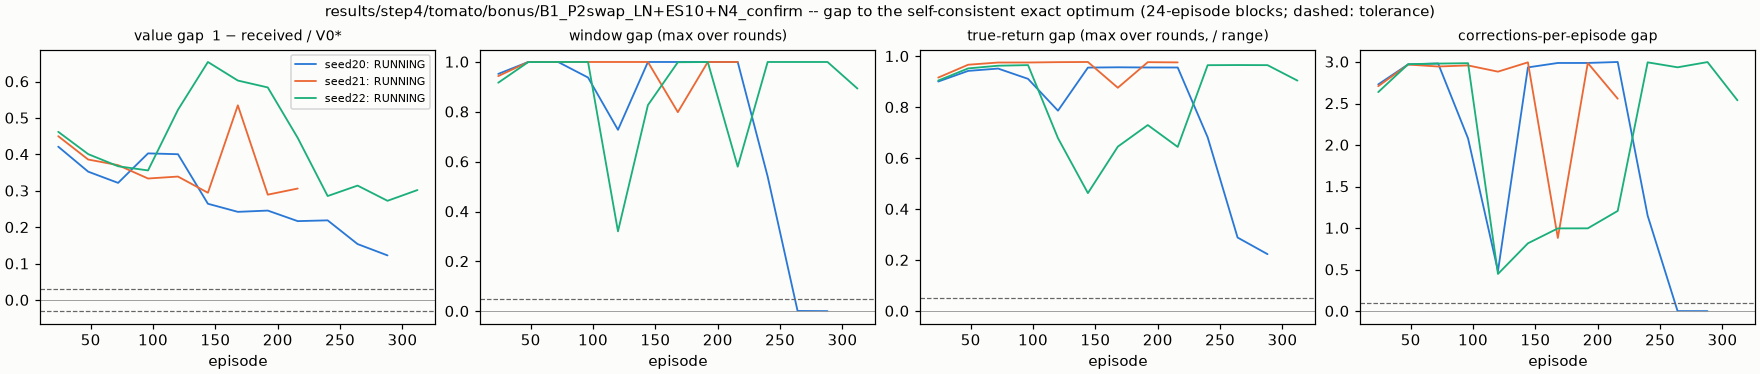 results/step4/tomato/bonus/B1_P2swap_LN+ES10+N4_confirm -- gap to the self-consistent exact optimum (24-episode blocks; dashed: tolerance)
value gap 1 − received / V0*
seed20: RUNNING
seed21: RUNNING
seed22: RUNNING
0.6
0.5
0.4
0.3
0.2
0.1
0.0
50 100 150 200 250 300
episode
window gap (max over rounds)
1.0
0.8
0.6
0.4
0.2
0.0
50 100 150 200 250 300
episode
true-return gap (max over rounds, / range)
1.0
0.8
0.6
0.4
0.2
0.0
50 100 150 200 250 300
episode
corrections-per-episode gap
3.0
2.5
2.0
1.5
1.0
0.5
0.0
50 100 150 200 250 300
episode